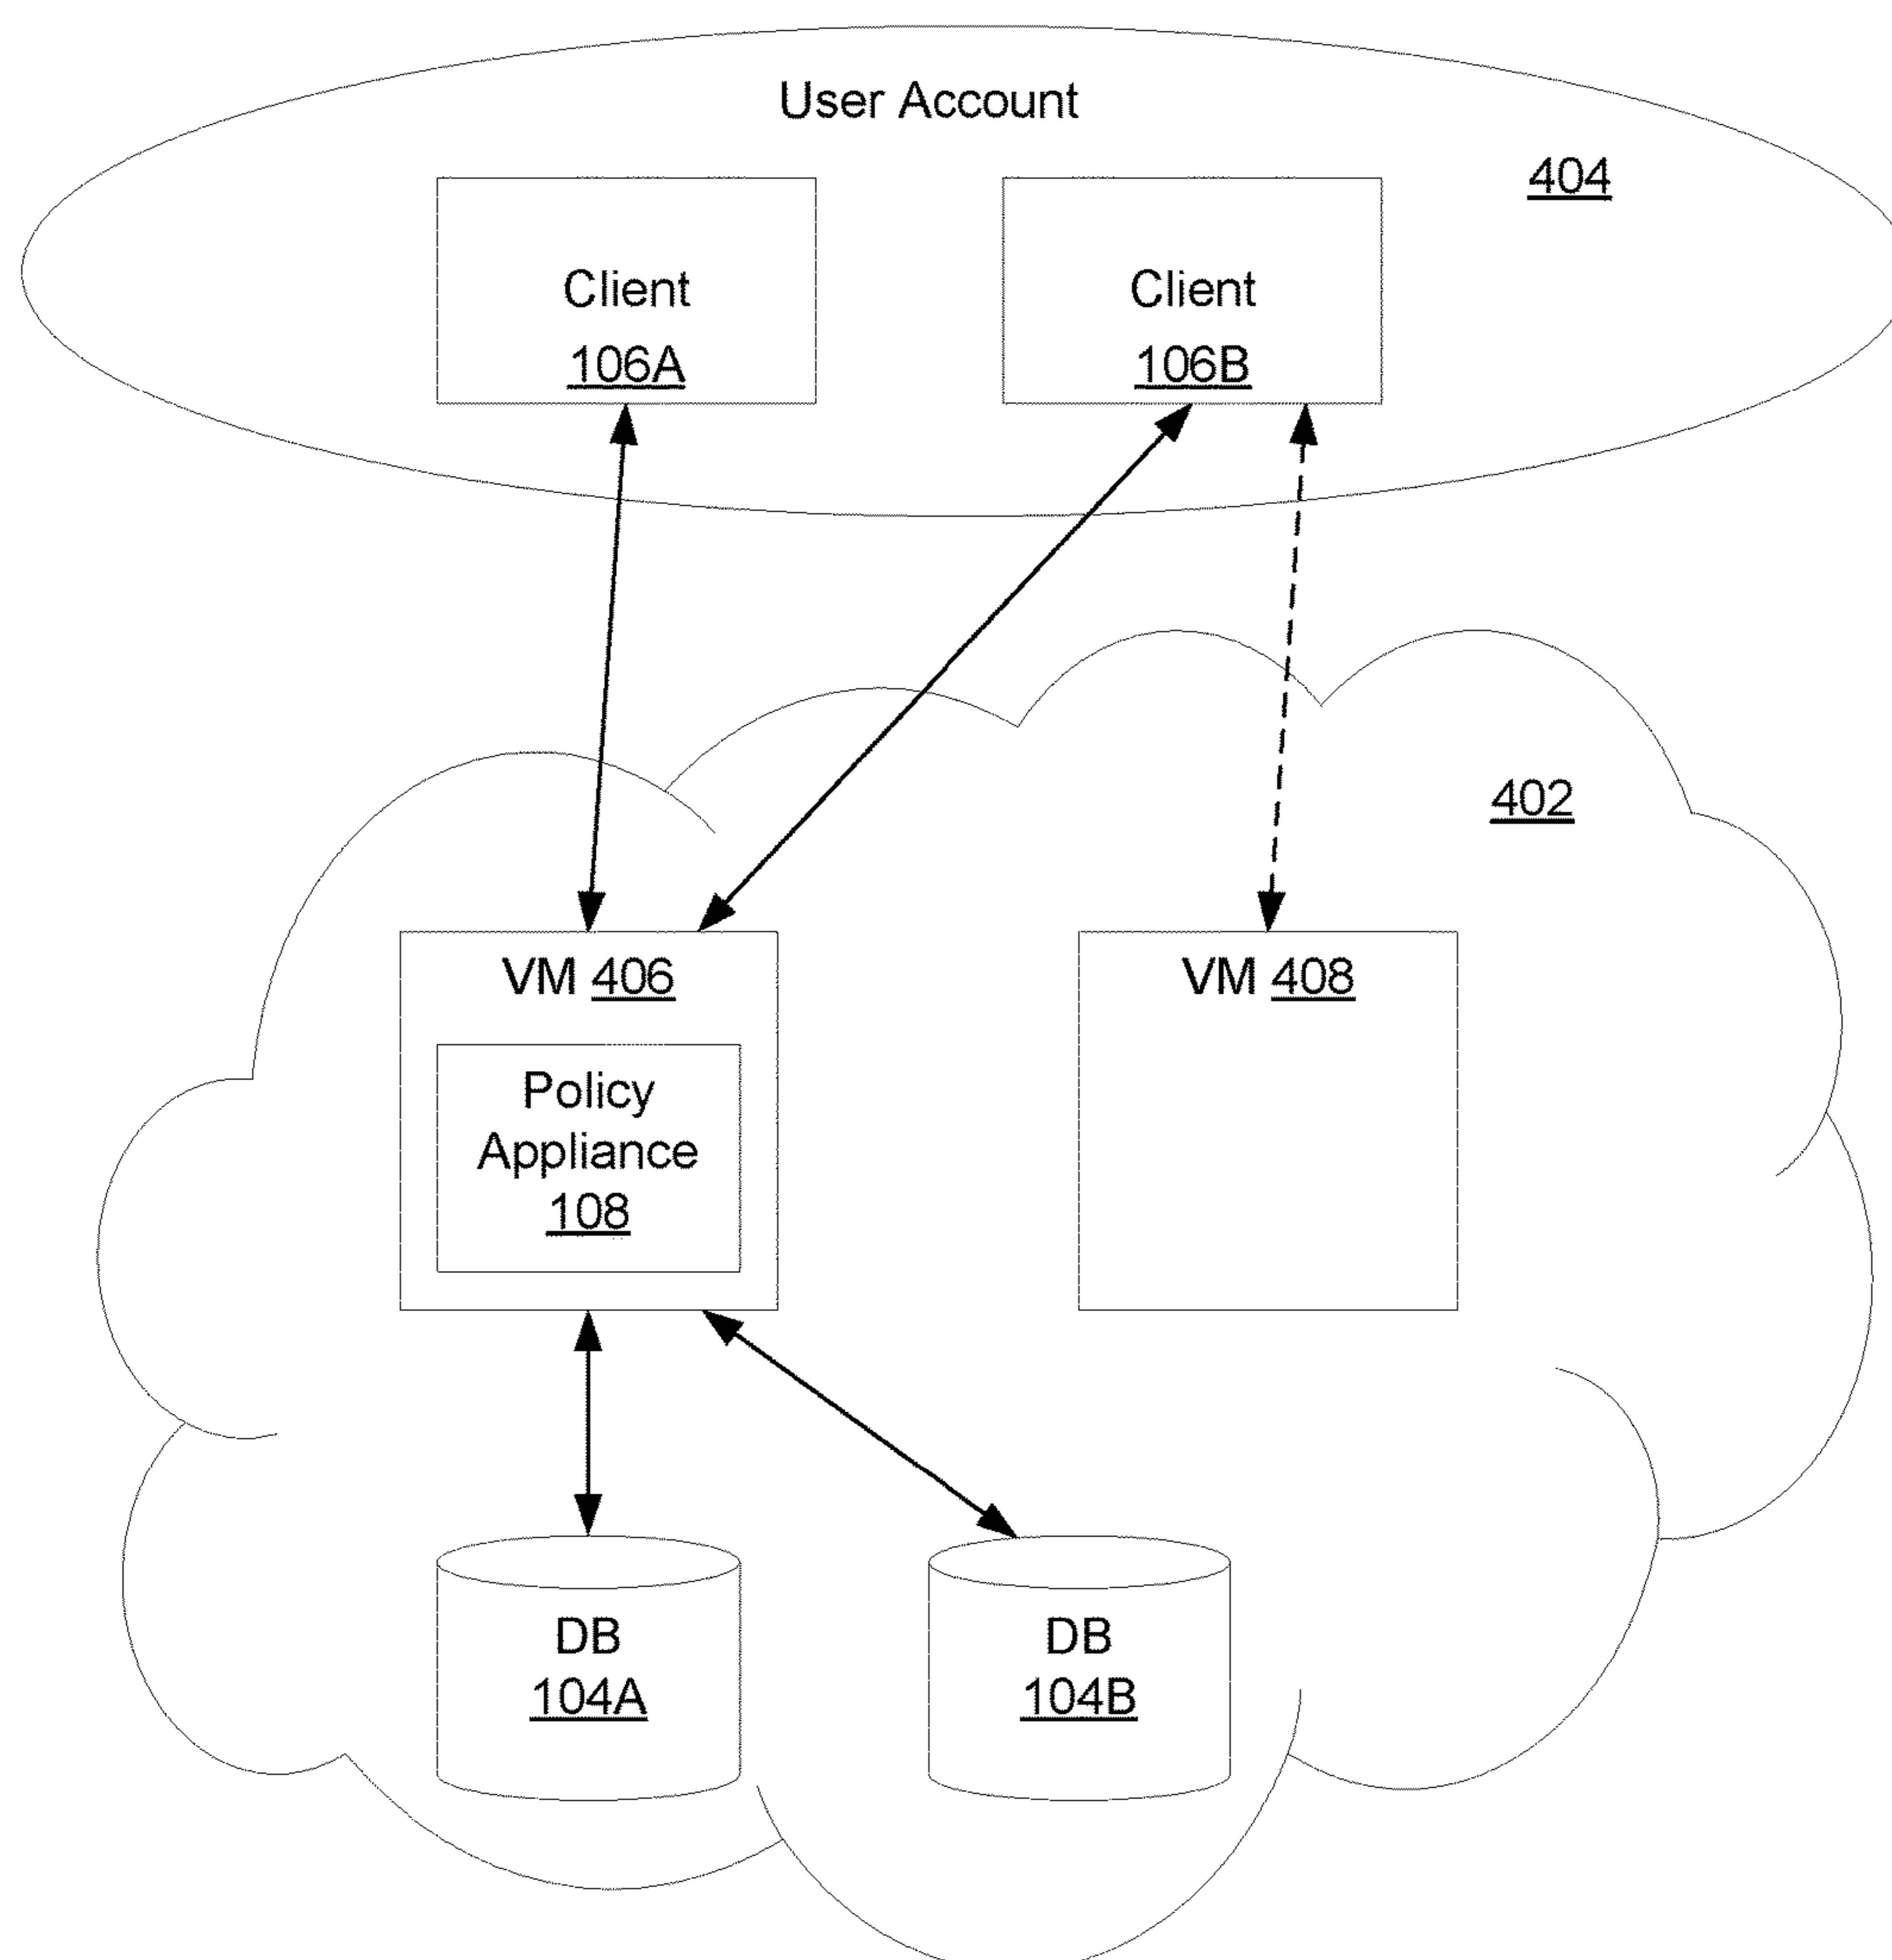 User Account
404
Client
106A
Client
106B
402
VM 406
VM 408
Policy
Appliance
108
DB
104A
DB
104B